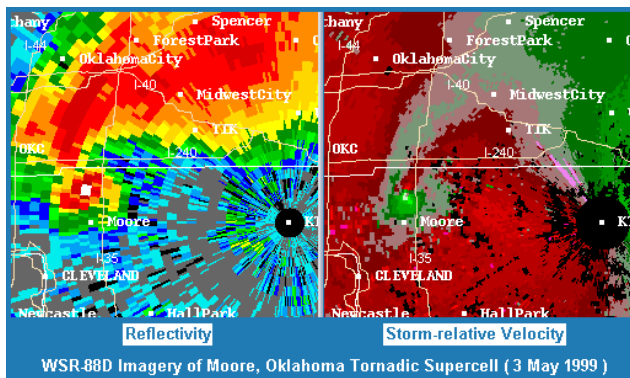 chany
Spencer
I-44
ForestPark
OklahomaCity
I-40
MidwestCity
TIK
OKC
I-240
Moore
I-35
CLEVELAND
Newcastle
HallPark
chany
Spencer
I-44
ForestPark
OklahomaCity
I-40
MidwestCity
TIK
OKC
I-240
Moore
I-35
CLEVELAND
Newcastle
HallPark
Reflectivity
Storm-relative Velocity
WSR-88D Imagery of Moore, Oklahoma Tornadic Supercell ( 3 May 1999 )